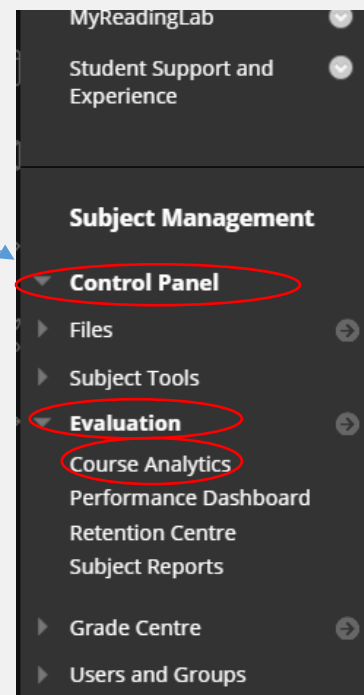 MyReadingLab
Student Support and
Experience
Subject Management
Control Panel
Files
Subject Tools
Evaluation
Course Analytics
Performance Dashboard
Retention Centre
Subject Reports
Grade Centre
Users and Groups